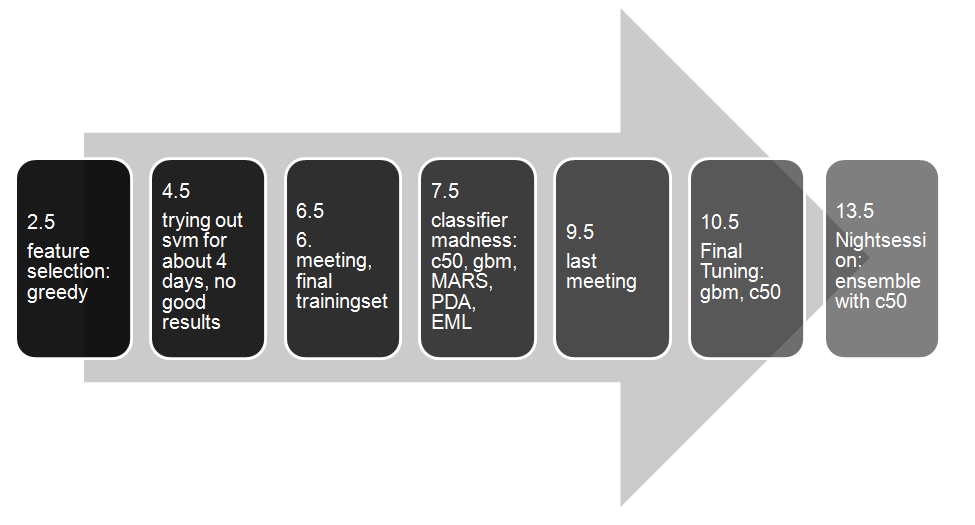 2.5
feature
selection:
greedy
4.5
trying out
svm for
about 4
days, no
good
results
6.5
6.
meeting,
final
trainingset
7.5
classifier
madness:
c50, gbm,
MARS,
PDA,
EML
9.5
last
meeting
10.5
Final
Tuning:
gbm, c50
13.5
Nightsessi
on:
ensemble
with c50